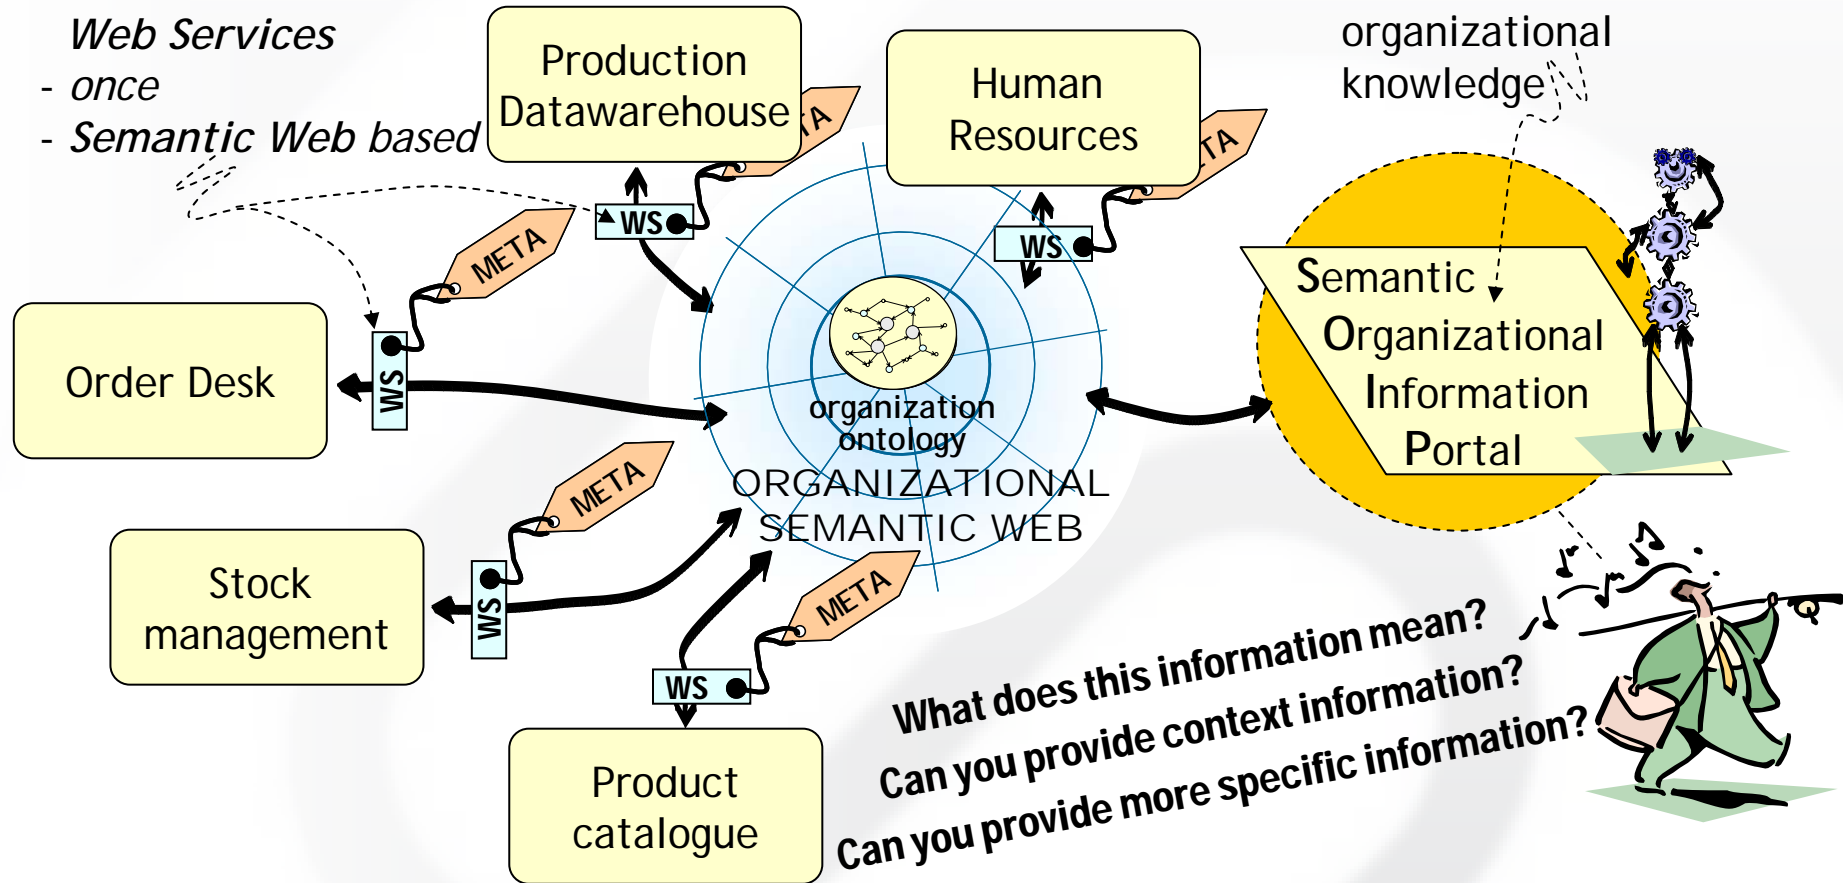 Web Services
- once
- Semantic Web based
Production
Datawarehouse
Human
Resources
organizational
knowledge
TA
TA
WS
WS
META
Semantic
Organizational
Information
Portal
Order Desk
WS
organization
ontology
ORGANIZATIONAL
SEMANTIC WEB
META
Stock
management
WS
META
WS
What does this information mean?
Can you provide context information?
Can you provide more specific information?
Product
catalogue